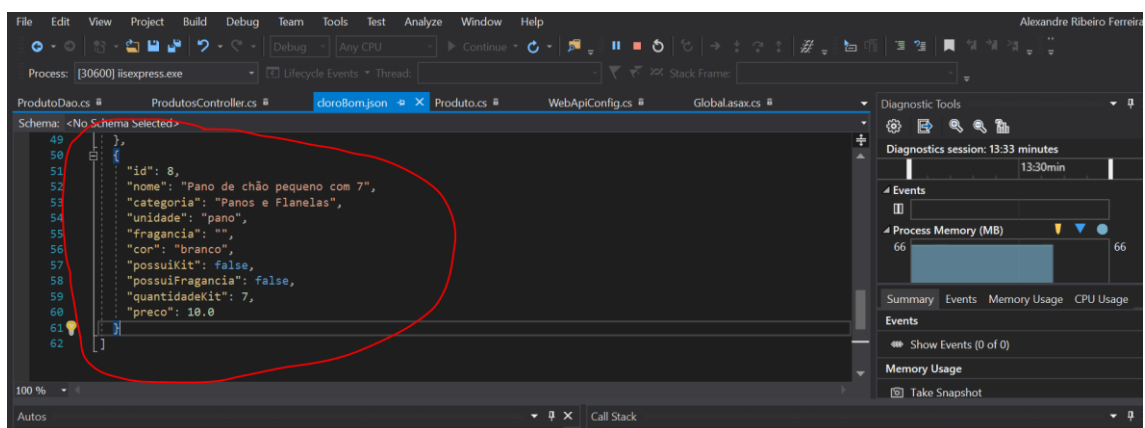 File Edit View Project Build Debug Team Tools Test Analyze Window Help Alexandre Ribeiro Ferreira
Debug Any CPU Continue
Process: [30600] iisexpress.exe Lifecycle Events Thread: Stack Frame:
ProdutoDao.cs ProdutosController.cs cloroBom.json Produto.cs WebApiConfig.cs Global.asax.cs
Schema: <No Schema Selected>
49 },
50 {
51 "id": 8,
52 "nome": "Pano de chão pequeno com 7",
53 "categoria": "Panos e Flanelas",
54 "unidade": "pano",
55 "fragancia": "",
56 "cor": "branco",
57 "possuiKit": false,
58 "possuiFragancia": false,
59 "quantidadeKit": 7,
60 "preco": 10.0
61 }
62 ]
100 %
Autos
Call Stack
Diagnostic Tools
Diagnostics session: 13:33 minutes
13:30min
Events
Process Memory (MB)
66 66
Summary Events Memory Usage CPU Usage
Events
Show Events (0 of 0)
Memory Usage
Take Snapshot